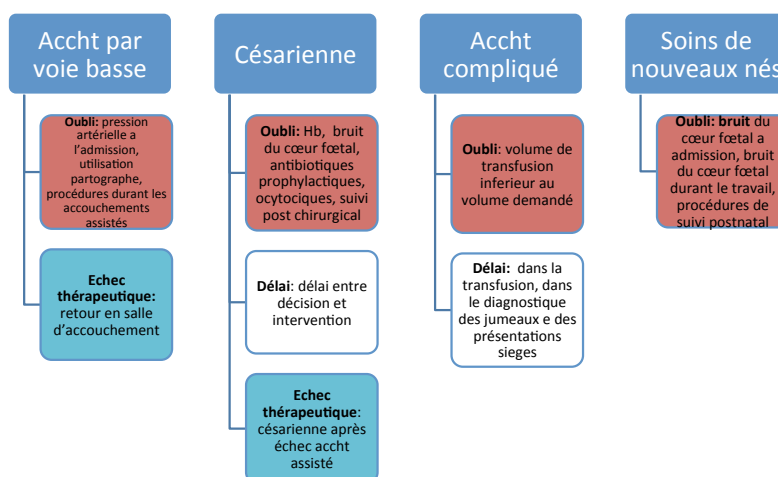 Accht par
voie basse
Oubli: pression
artérielle a
l'admission,
utilisation
partographe,
procédures durant les
accouchements
assistés
Echec
thérapeutique:
retour en salle
d'accouchement
Césarienne
Oubli: Hb, bruit
du cœur fœtal,
antibiotiques
prophylactiques,
ocytociques, suivi
post chirurgical
Délai: délai entre
décision et
intervention
Echec
thérapeutique:
césarienne après
échec accht
assisté
Accht
compliqué
Oubli: volume de
transfusion
inferieur au
volume demandé
Délai: dans la
transfusion, dans
le diagnostique
des jumeaux e des
présentations
sieges
Soins de
nouveaux nés
Oubli: bruit du
cœur fœtal a
admission, bruit
du cœur fœtal
durant le travail,
procédures de
suivi postnatal